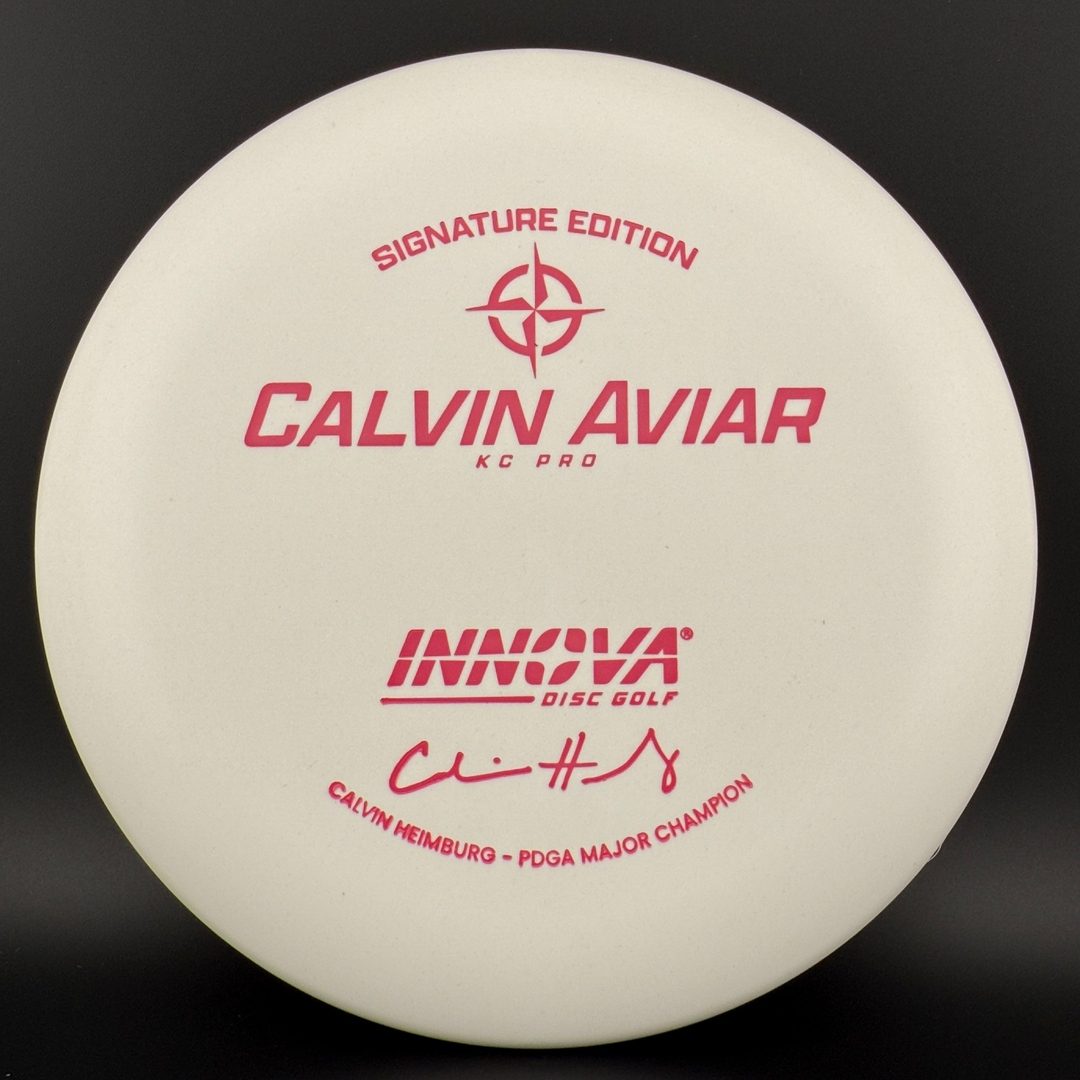 SIGNATURE EDITION
CALVIN AVIAR
KC PRO
INNOVA®
DISC GOLF
CALVIN HEIMBURG - PDGA MAJOR CHAMPION